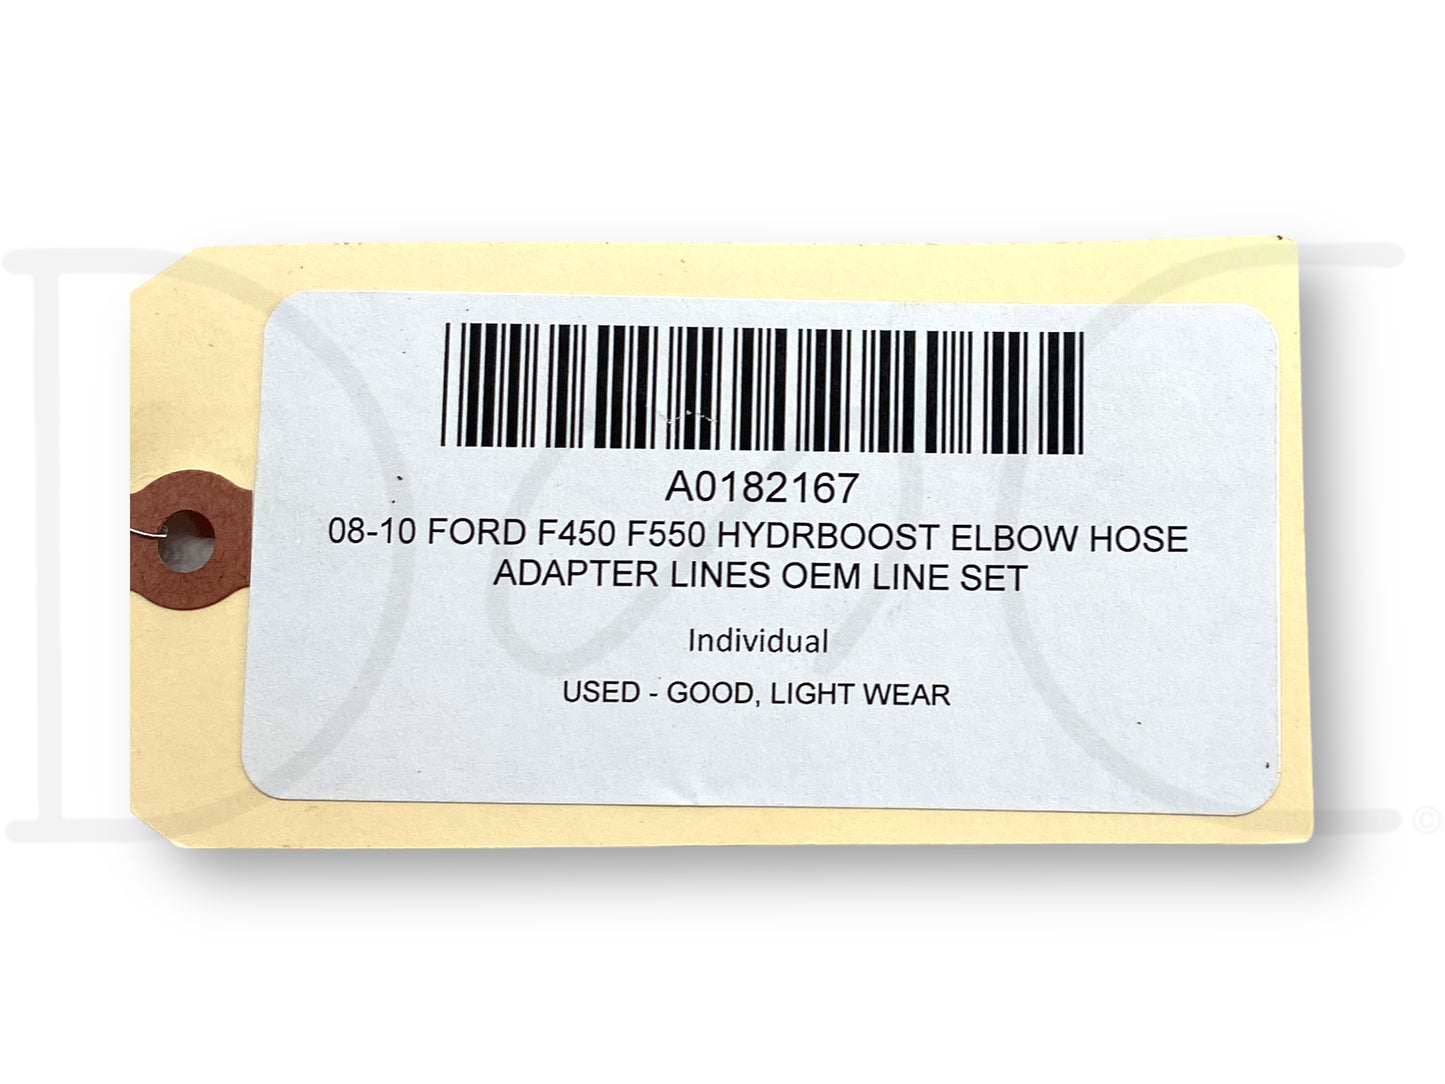 A0182167
08-10 FORD F450 F550 HYDRBOOST ELBOW HOSE
ADAPTER LINES OEM LINE SET
Individual
USED - GOOD, LIGHT WEAR
©